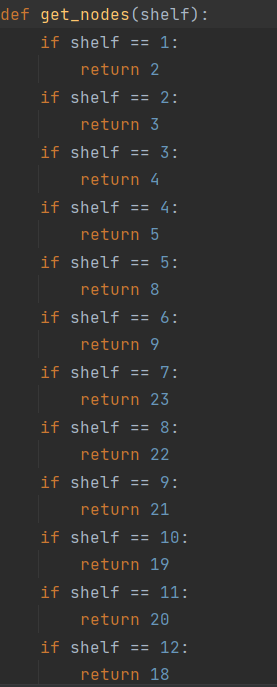 def get_nodes(shelf):
    if shelf == 1:
        return 2
    if shelf == 2:
        return 3
    if shelf == 3:
        return 4
    if shelf == 4:
        return 5
    if shelf == 5:
        return 8
    if shelf == 6:
        return 9
    if shelf == 7:
        return 23
    if shelf == 8:
        return 22
    if shelf == 9:
        return 21
    if shelf == 10:
        return 19
    if shelf == 11:
        return 20
    if shelf == 12:
        return 18